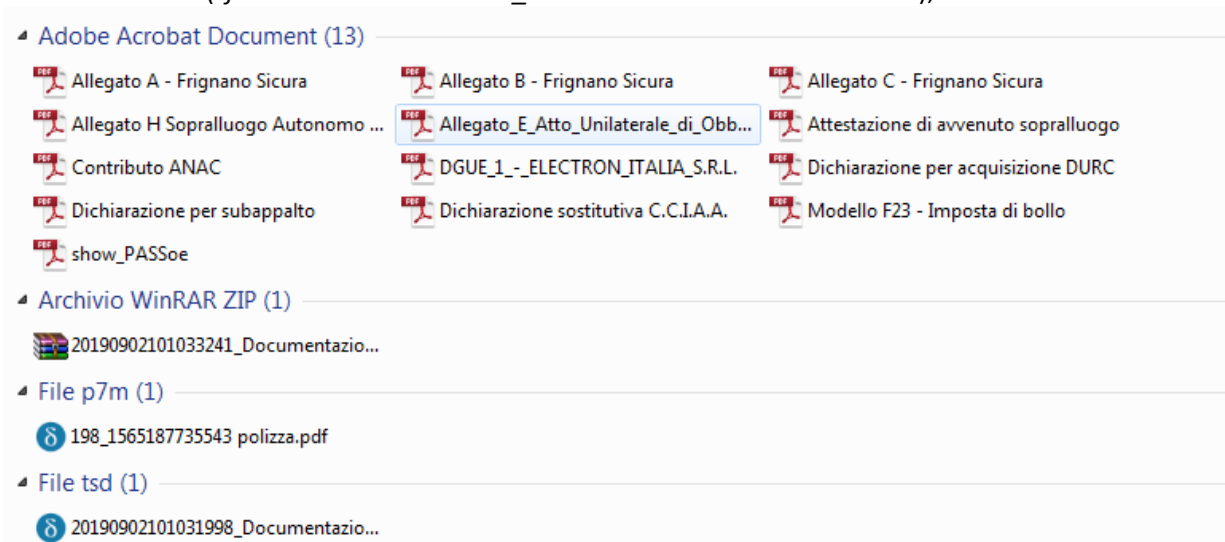 Adobe Acrobat Document (13)
Allegato A - Frignano Sicura Allegato B - Frignano Sicura Allegato C - Frignano Sicura
Allegato H Sopralluogo Autonomo ... Allegato_E_Atto_Unilaterale_di_Obb... Attestazione di avvenuto sopralluogo
Contributo ANAC DGUE_1_-_ELECTRON_ITALIA_S.R.L. Dichiarazione per acquisizione DURC
Dichiarazione per subappalto Dichiarazione sostitutiva C.C.I.A.A. Modello F23 - Imposta di bollo
show_PASSoe
Archivio WinRAR ZIP (1)
20190902101033241_Documentazio...
File p7m (1)
198_1565187735543 polizza.pdf
File tsd (1)
20190902101031998_Documentazio...